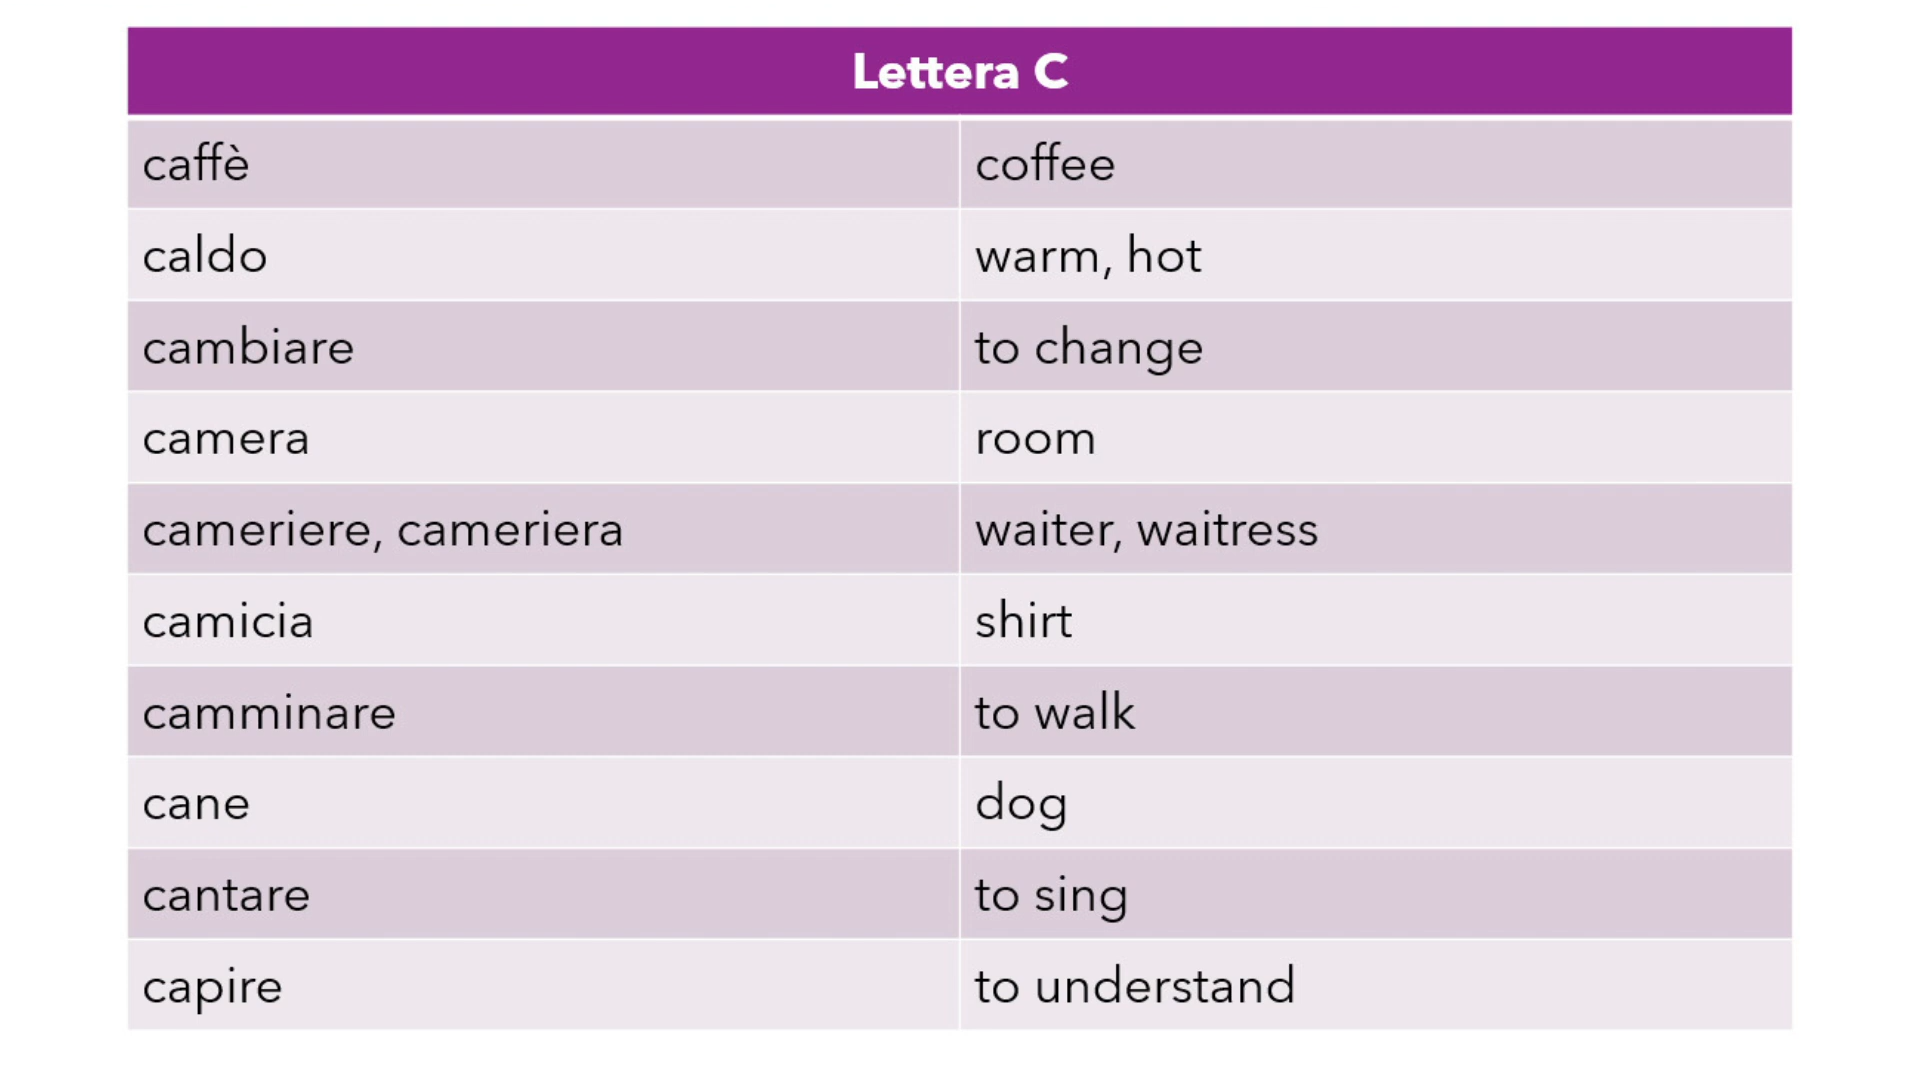 Lettera C
caffè coffee
caldo warm, hot
cambiare to change
camera room
cameriere, cameriera waiter, waitress
camicia shirt
camminare to walk
cane dog
cantare to sing
capire to understand